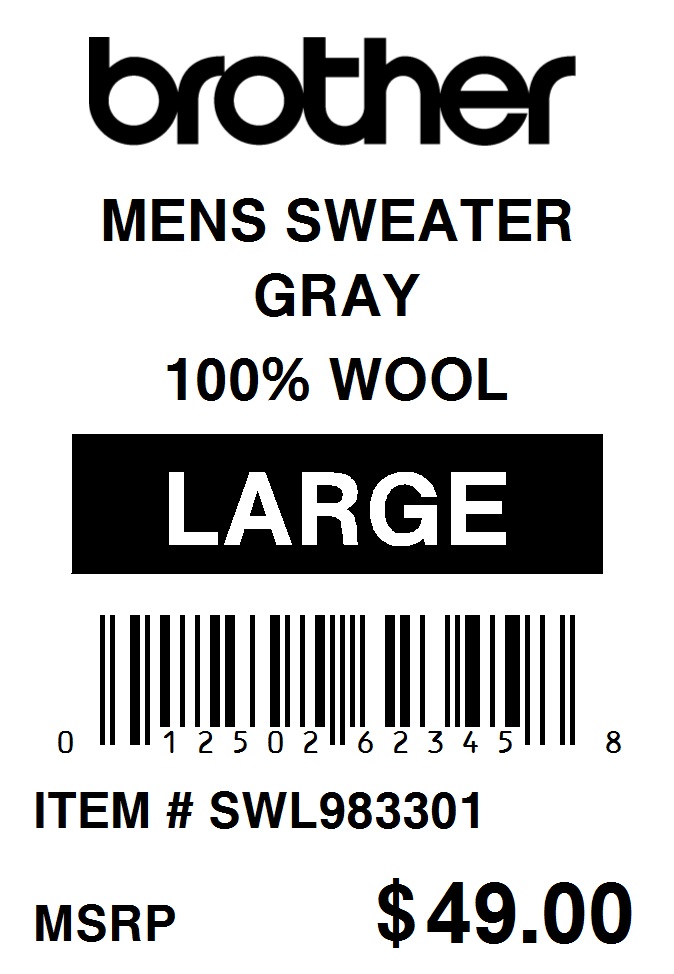 brother
MENS SWEATER
GRAY
100% WOOL
LARGE
0 12502 62345 8
ITEM # SWL983301
MSRP $49.00